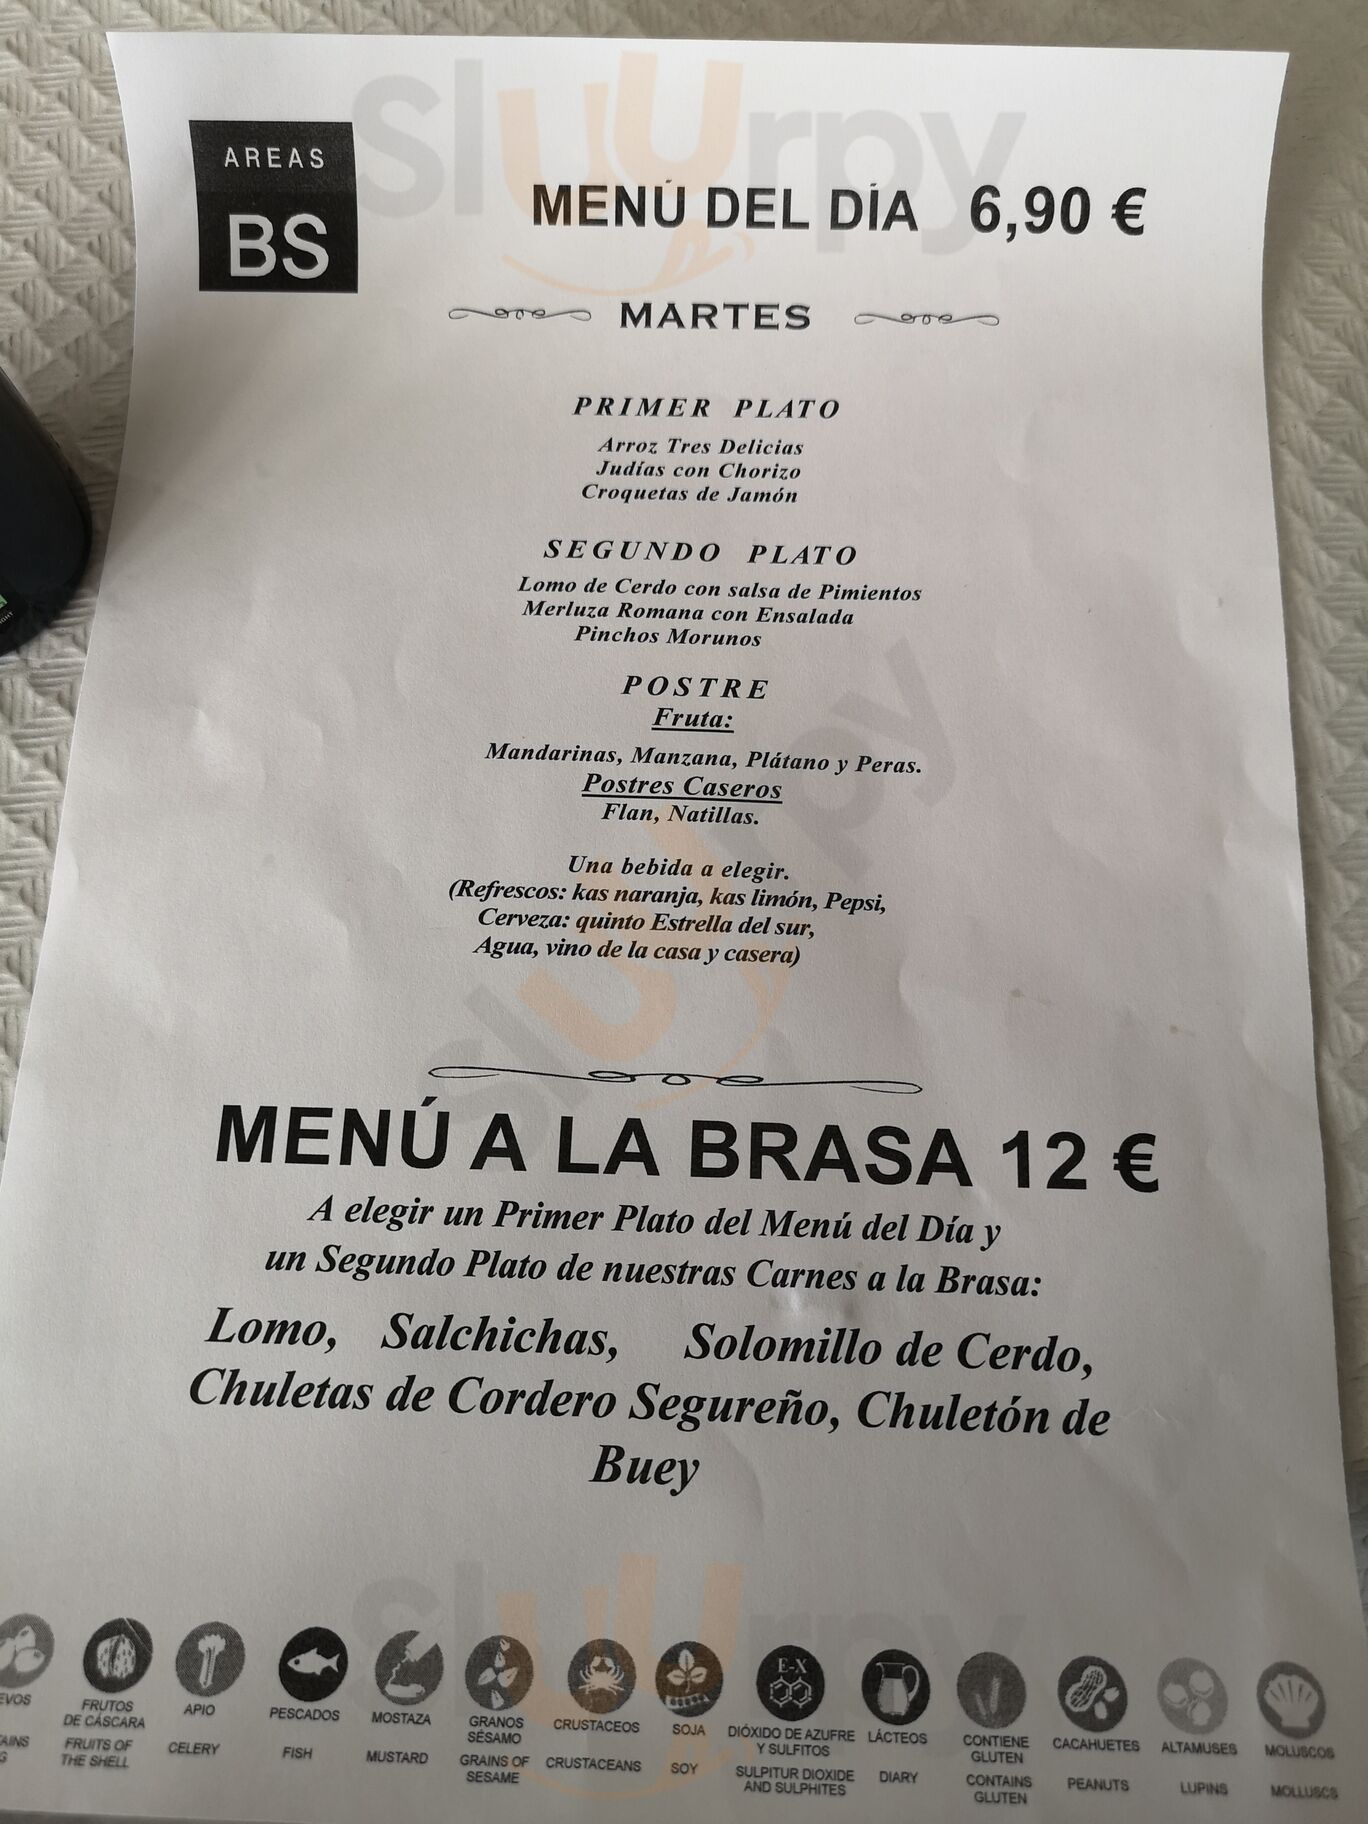 AREAS
BS
MENÚ DEL DÍA 6,90 €
MARTES
PRIMER PLATO
Arroz Tres Delicias
Judías con Chorizo
Croquetas de Jamón
SEGUNDO PLATO
Lomo de Cerdo con salsa de Pimientos
Merluza Romana con Ensalada
Pinchos Morunos
POSTRE
Fruta:
Mandarinas, Manzana, Plátano y Peras.
Postres Caseros
Flan, Natillas.
Una bebida a elegir.
(Refrescos: kas naranja, kas limón, Pepsi,
Cerveza: quinto Estrella del sur,
Agua, vino de la casa y casera)
MENÚ A LA BRASA 12 €
A elegir un Primer Plato del Menú del Día y
un Segundo Plato de nuestras Carnes a la Brasa:
Lomo, Salchichas, Solomillo de Cerdo,
Chuletas de Cordero Segureño, Chuletón de
Buey
FRUTOS
DE CÁSCARA
FRUITS OF
THE SHELL
APIO
CELERY
PESCADOS
FISH
MOSTAZA
MUSTARD
GRANOS
SÉSAMO
GRAINS OF
SESAME
CRUSTACEOS
CRUSTACEANS
SOJA
SOY
E-X
DIÓXIDO DE AZUFRE
Y SULFITOS
SULPITUR DIOXIDE
AND SULPHITES
LÁCTEOS
DIARY
CONTIENE
GLUTEN
CONTAINS
GLUTEN
CACAHUETES
PEANUTS
ALTAMUSES
LUPINS
MOLUSCOS
MOLLUSCS
Sluurpy
Sluurpy
Sluurpy